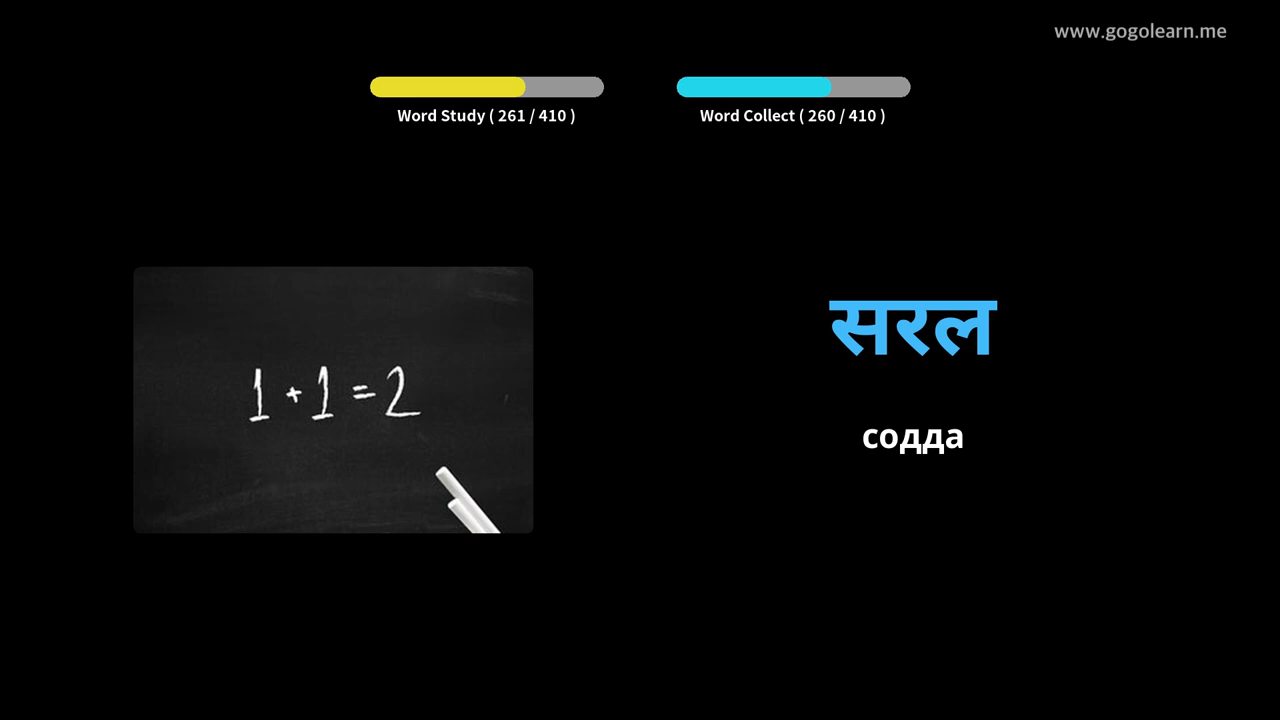 www.gogolearn.me
Word Study ( 261 / 410 )
Word Collect ( 260 / 410 )
1 + 1 = 2
सरल
содда